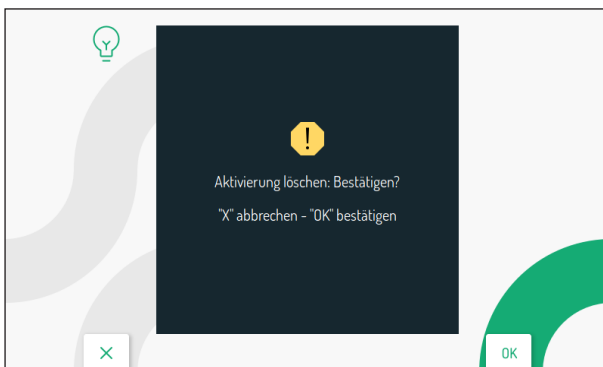 !
Aktivierung löschen: Bestätigen?
"X" abbrechen - "OK" bestätigen
OK